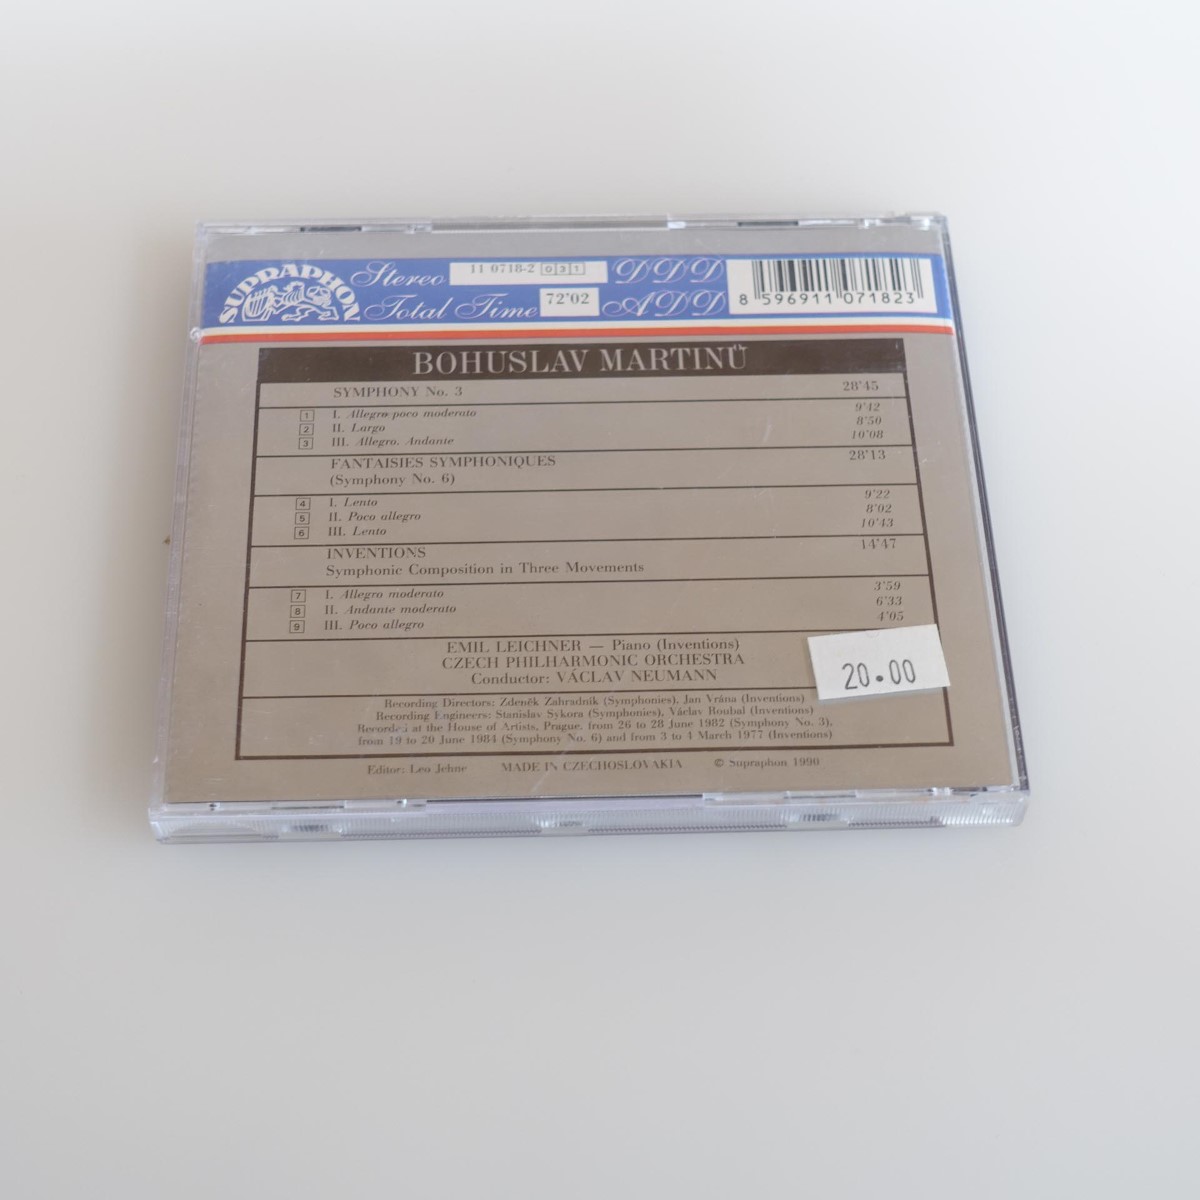 SUPRAPHON
Stereo 11 0718-2 031 DDD
Total Time 72'02 ADD
8 596911 071823
BOHUSLAV MARTINŮ
SYMPHONY No. 3 28'45
1 I. Allegro poco moderato 9'42
2 II. Largo 8'50
3 III. Allegro. Andante 10'08
FANTAISIES SYMPHONIQUES 28'13
(Symphony No. 6)
4 I. Lento 9'22
5 II. Poco allegro 8'02
6 III. Lento 10'43
INVENTIONS 14'47
Symphonic Composition in Three Movements
7 I. Allegro moderato 3'59
8 II. Andante moderato 6'33
9 III. Poco allegro 4'05
EMIL LEICHNER — Piano (Inventions)
CZECH PHILHARMONIC ORCHESTRA
Conductor: VÁCLAV NEUMANN
20.00
Recording Directors: Zdeněk Zahradník (Symphonies), Jan Vrána (Inventions)
Recording Engineers: Stanislav Sýkora (Symphonies), Václav Roubal (Inventions)
Recorded at the House of Artists, Prague, from 26 to 28 June 1982 (Symphony No. 3),
from 19 to 20 June 1984 (Symphony No. 6) and from 3 to 4 March 1977 (Inventions)
Editor: Leo Jehne MADE IN CZECHOSLOVAKIA © Supraphon 1990